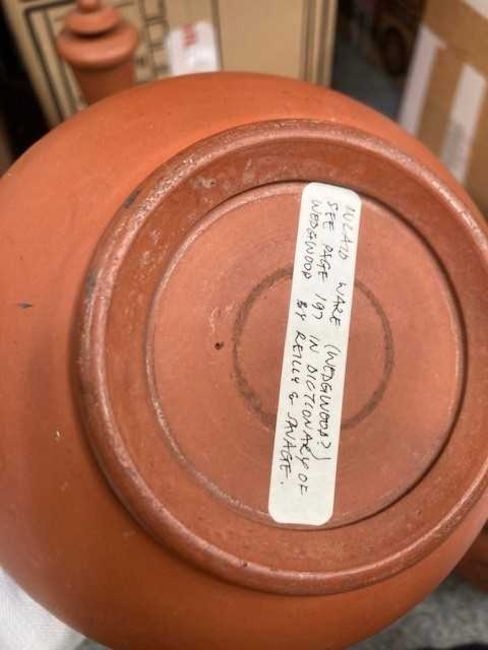 INLAID WARE (WEDGWOOD?)
SEE PAGE 197 IN DICTIONARY OF
WEDGWOOD BY REILLY & SAVAGE.